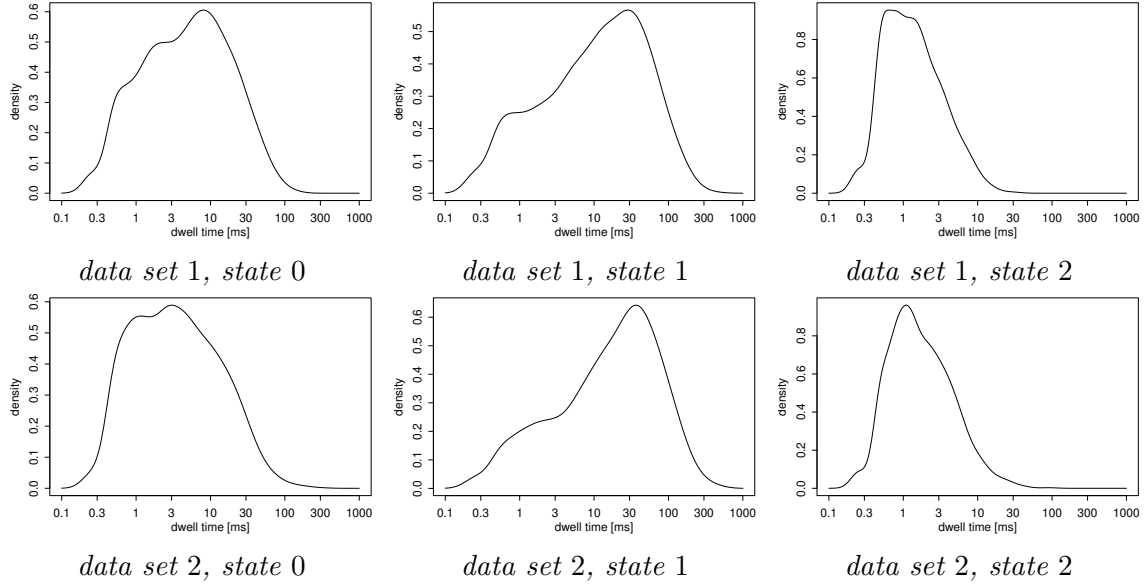 density
0.0 0.1 0.2 0.3 0.4 0.5 0.6
0.1 0.3 1 3 10 30 100 300 1000
dwell time [ms]
data set 1, state 0
density
0.0 0.1 0.2 0.3 0.4 0.5
0.1 0.3 1 3 10 30 100 300 1000
dwell time [ms]
data set 1, state 1
density
0.0 0.2 0.4 0.6 0.8
0.1 0.3 1 3 10 30 100 300 1000
dwell time [ms]
data set 1, state 2
density
0.0 0.1 0.2 0.3 0.4 0.5 0.6
0.1 0.3 1 3 10 30 100 300 1000
dwell time [ms]
data set 2, state 0
density
0.0 0.1 0.2 0.3 0.4 0.5 0.6
0.1 0.3 1 3 10 30 100 300 1000
dwell time [ms]
data set 2, state 1
density
0.0 0.2 0.4 0.6 0.8
0.1 0.3 1 3 10 30 100 300 1000
dwell time [ms]
data set 2, state 2